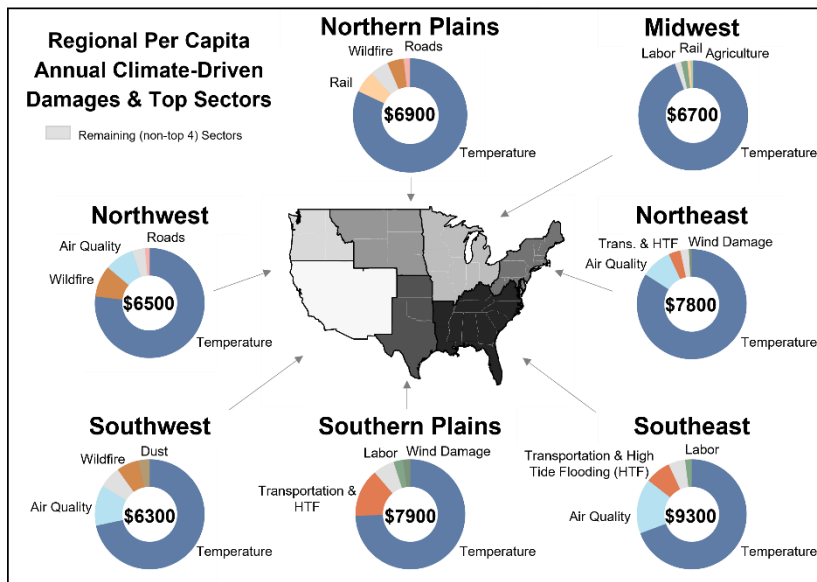 Regional Per Capita
Annual Climate-Driven
Damages & Top Sectors
Remaining (non-top 4) Sectors
Northern Plains
Wildfire
Roads
Rail
$6900
Temperature
Midwest
Labor
Rail
Agriculture
$6700
Temperature
Northwest
Air Quality
Roads
Wildfire
$6500
Temperature
Northeast
Trans. & HTF
Wind Damage
Air Quality
$7800
Temperature
Southwest
Wildfire
Dust
Air Quality
$6300
Temperature
Southern Plains
Labor
Wind Damage
Transportation &
HTF
$7900
Temperature
Southeast
Transportation & High
Tide Flooding (HTF)
Labor
Air Quality
$9300
Temperature